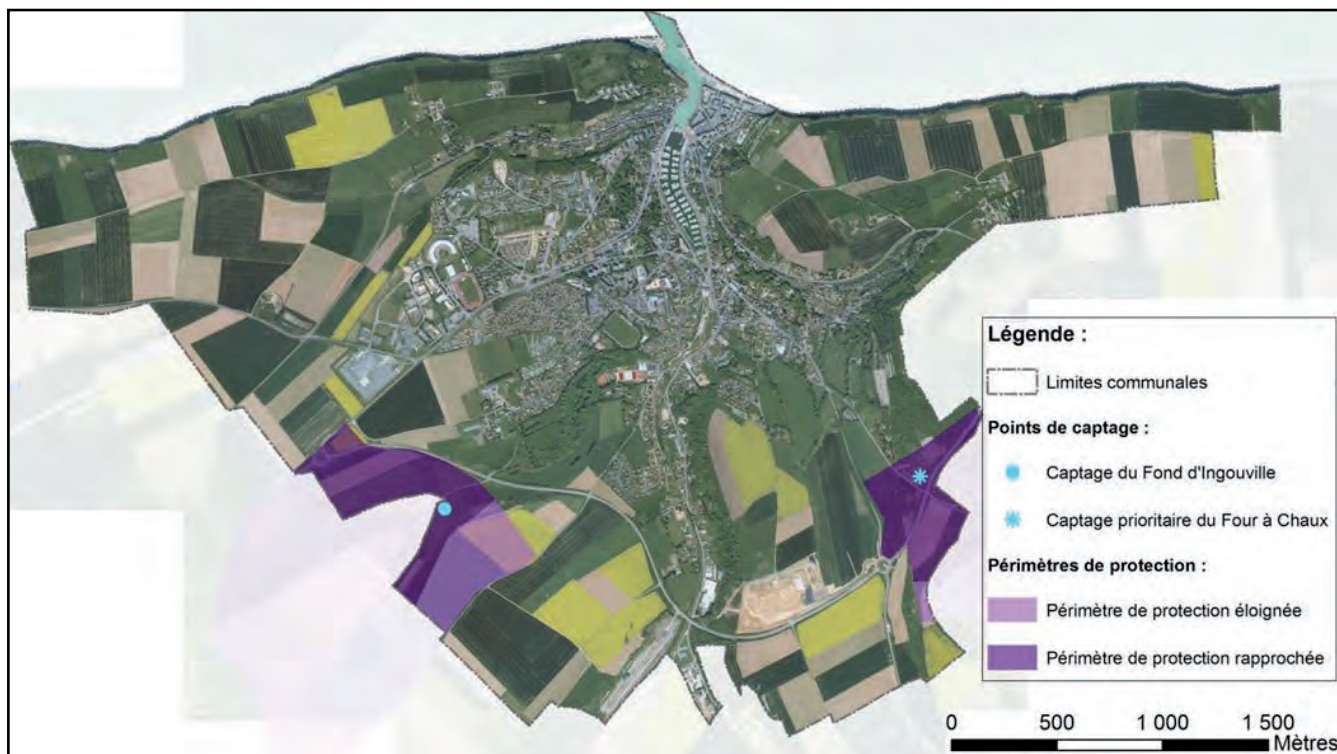 Légende :
Limites communales
Points de captage :
Captage du Fond d'Ingouville
Captage prioritaire du Four à Chaux
Périmètres de protection :
Périmètre de protection éloignée
Périmètre de protection rapprochée
0 500 1 000 1 500
Mètres